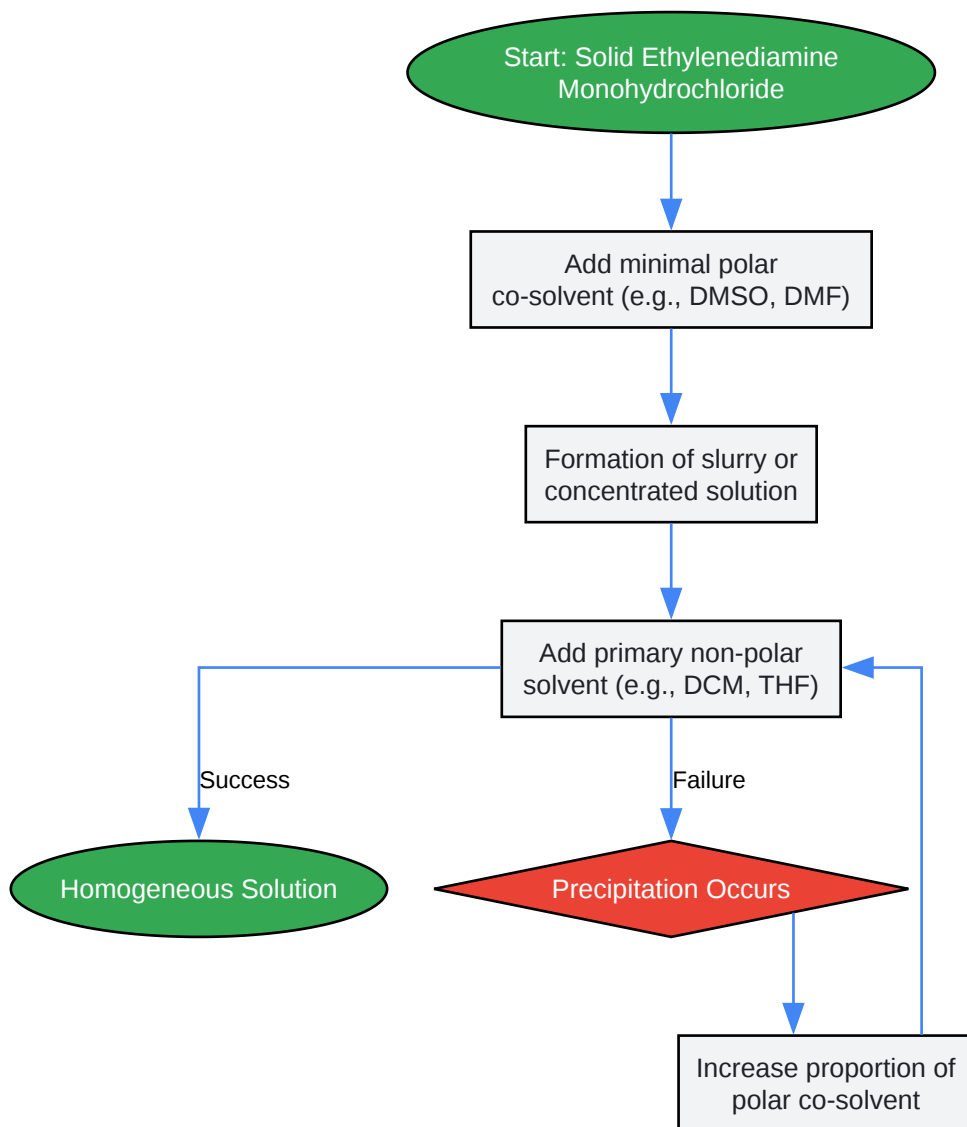 Start: Solid Ethylenediamine
Monohydrochloride
Add minimal polar
co-solvent (e.g., DMSO, DMF)
Formation of slurry or
concentrated solution
Add primary non-polar
solvent (e.g., DCM, THF)
Success
Failure
Homogeneous Solution
Precipitation Occurs
Increase proportion of
polar co-solvent